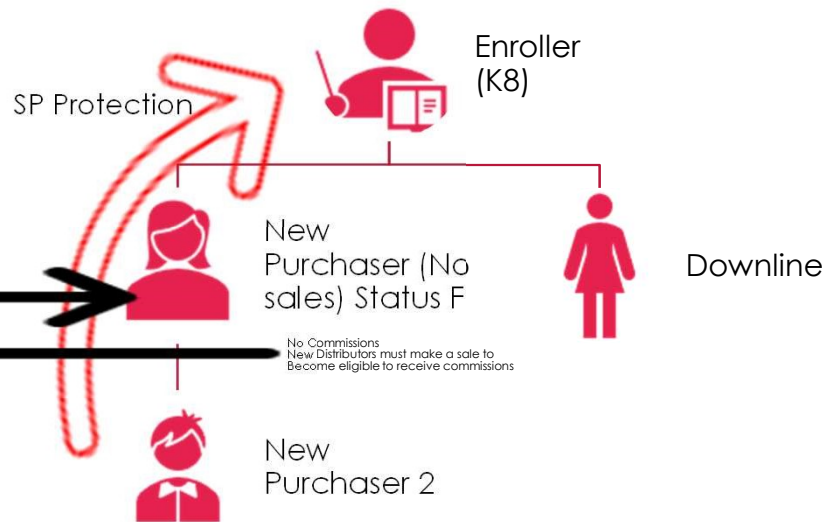 Enroller
(K8)
SP Protection
New
Purchaser (No
sales) Status F
Downline
No Commissions
New Distributors must make a sale to
Become eligible to receive commissions
New
Purchaser 2